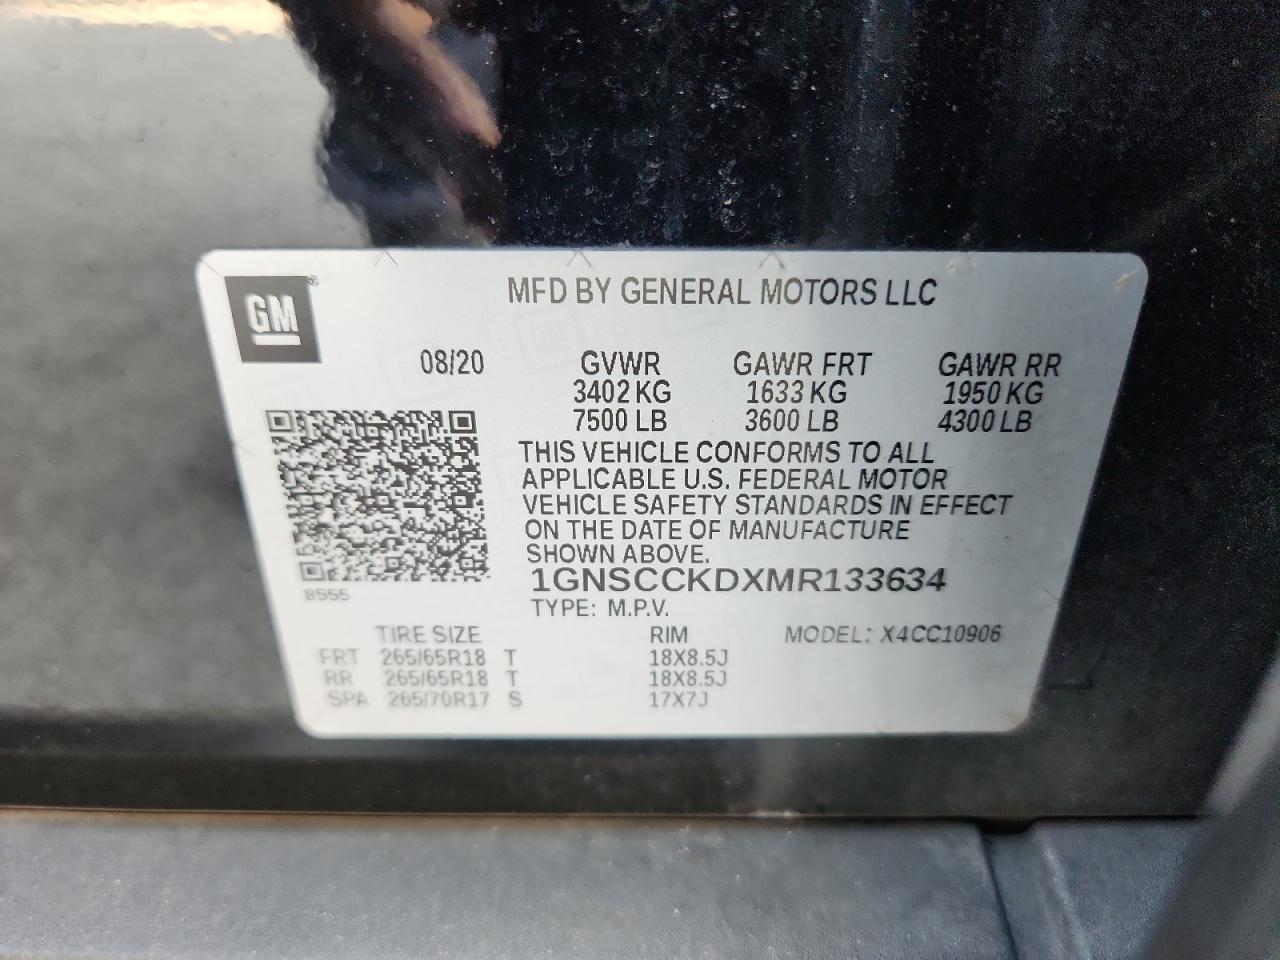 GM
MFD BY GENERAL MOTORS LLC
08/20 GVWR GAWR FRT GAWR RR
3402 KG 1633 KG 1950 KG
7500 LB 3600 LB 4300 LB
THIS VEHICLE CONFORMS TO ALL
APPLICABLE U.S. FEDERAL MOTOR
VEHICLE SAFETY STANDARDS IN EFFECT
ON THE DATE OF MANUFACTURE
SHOWN ABOVE.
1GNSCCKDXMR133634
8555
TYPE: M.P.V.
TIRE SIZE RIM MODEL: X4CC10906
FRT 265/65R18 T 18X8.5J
RR 265/65R18 T 18X8.5J
SPA 265/70R17 S 17X7J